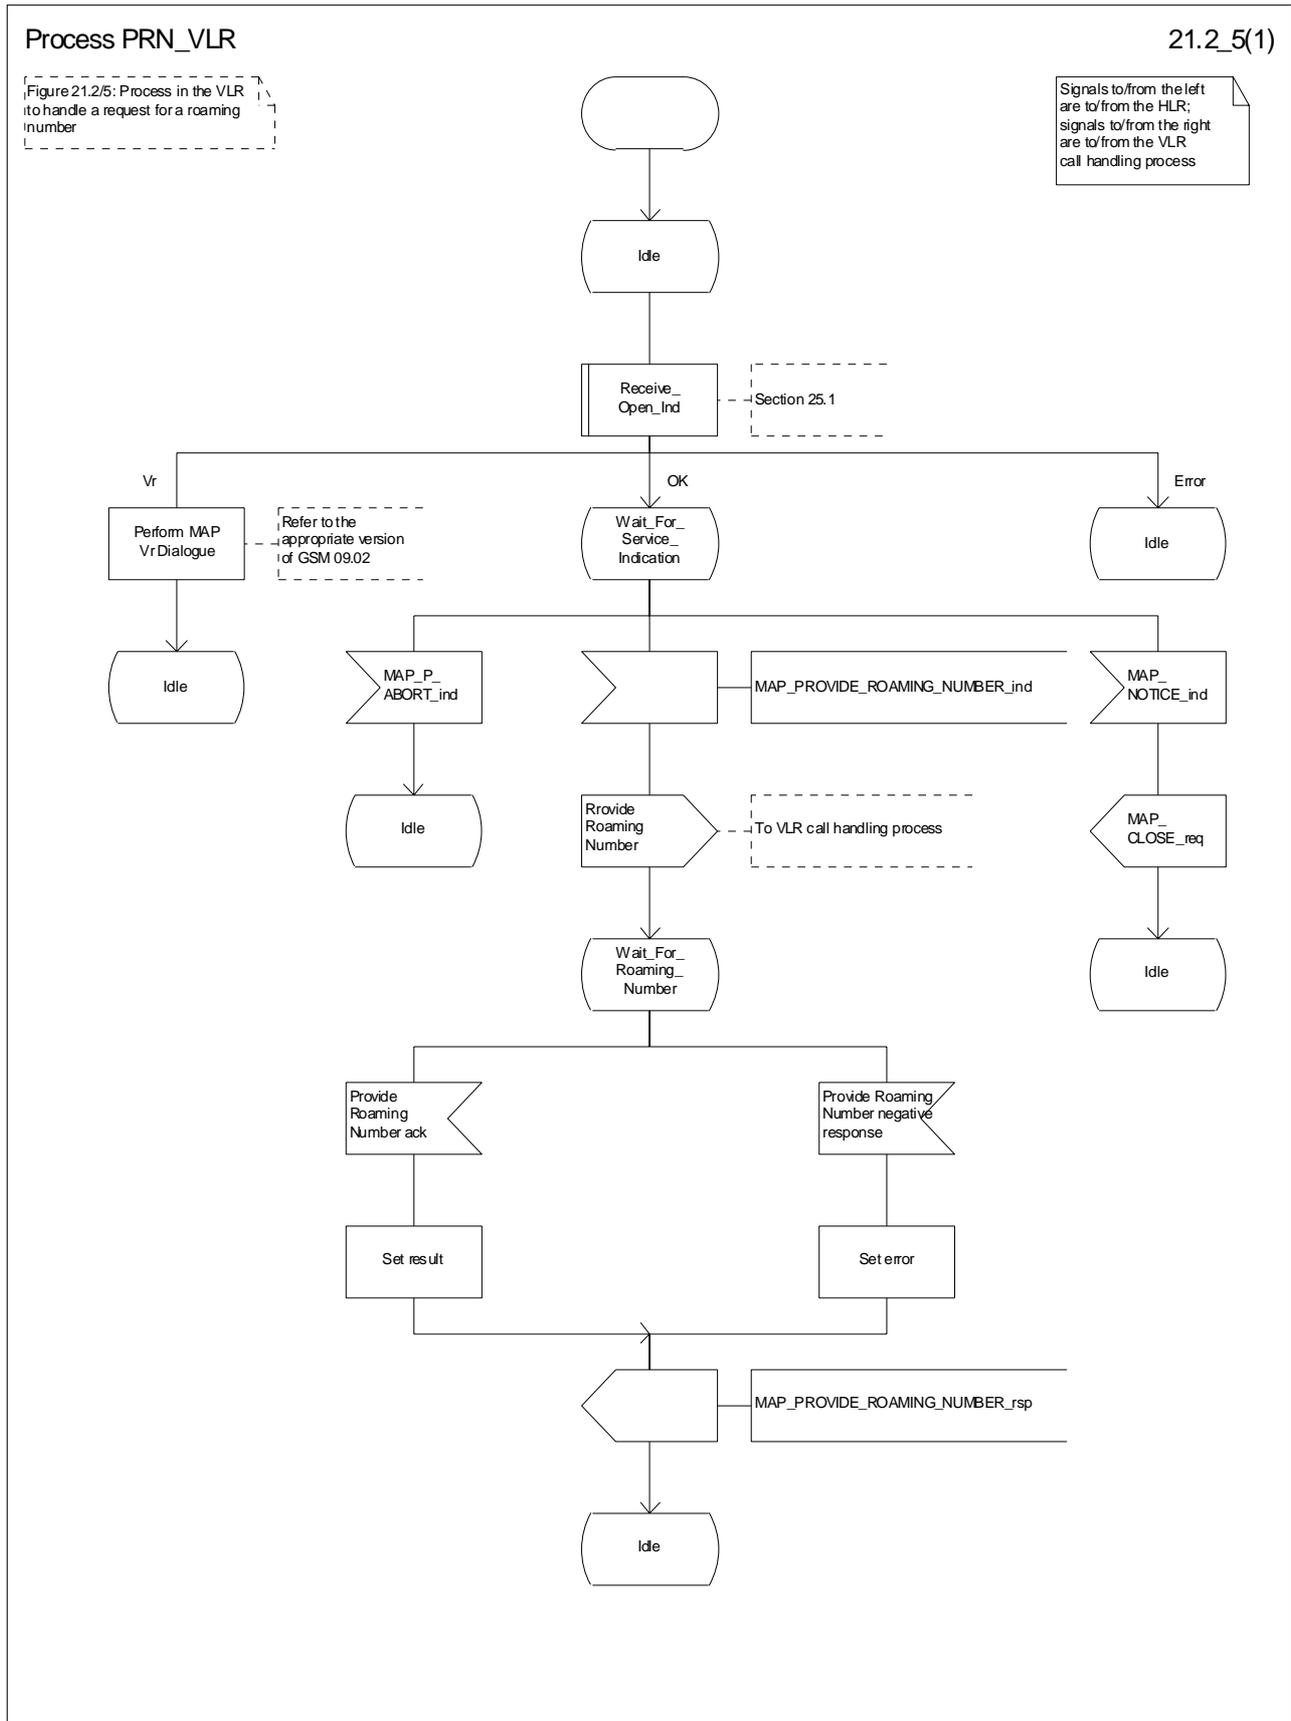 Process PRN_VLR
21.2_5(1)
Figure 21.2/5: Process in the VLR
to handle a request for a roaming
number
Signals to/from the left
are to/from the HLR;
signals to/from the right
are to/from the VLR
call handling process
Idle
Receive_
Open_Ind
Section 25.1
Vr
OK
Error
Perform MAP
Vr Dialogue
Refer to the
appropriate version
of GSM 09.02
Wait_For_
Service_
Indication
Idle
Idle
MAP_P_
ABORT_ind
MAP_PROVIDE_ROAMING_NUMBER_ind
MAP_
NOTICE_ind
Idle
Rrovide
Roaming
Number
To VLR call handling process
MAP_
CLOSE_req
Wait_For_
Roaming_
Number
Idle
Provide
Roaming
Number ack
Provide Roaming
Number negative
response
Set result
Set error
MAP_PROVIDE_ROAMING_NUMBER_rsp
Idle